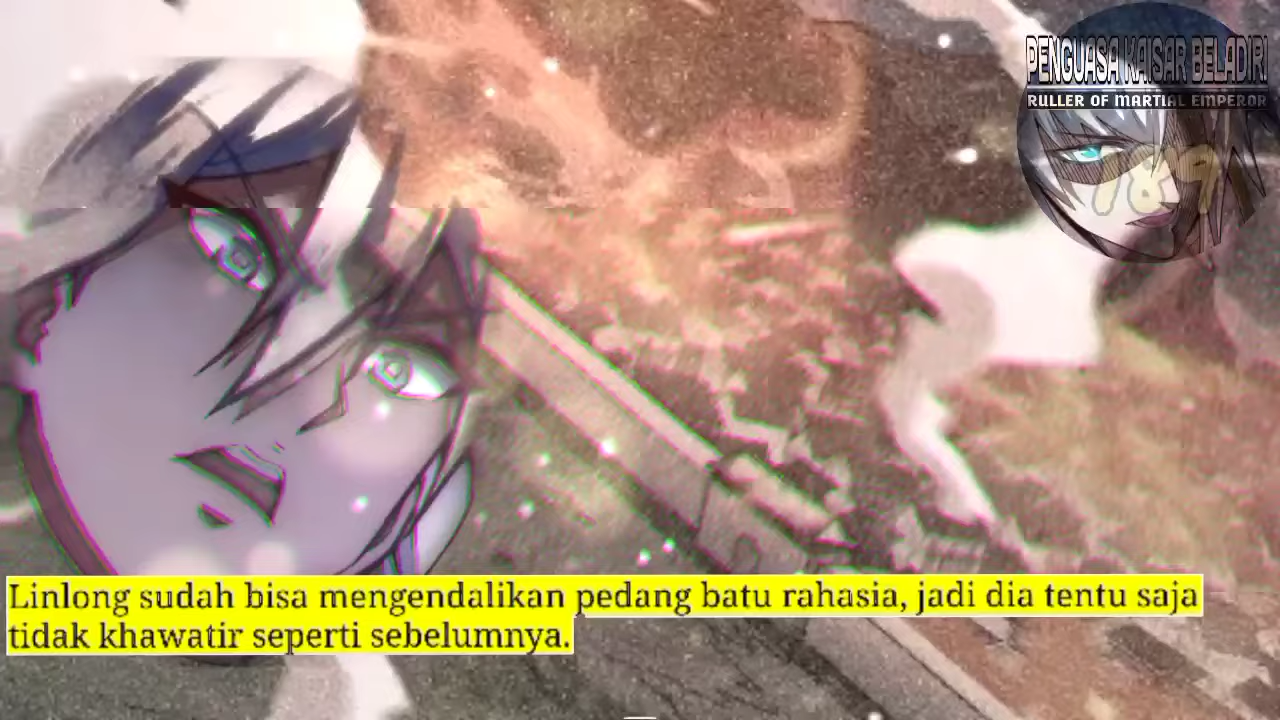 PENGUASA KAISAR BELADIRI
RULLER OF MARTIAL EMPEROR
Linlong sudah bisa mengendalikan pedang batu rahasia, jadi dia tentu saja
tidak khawatir seperti sebelumnya.